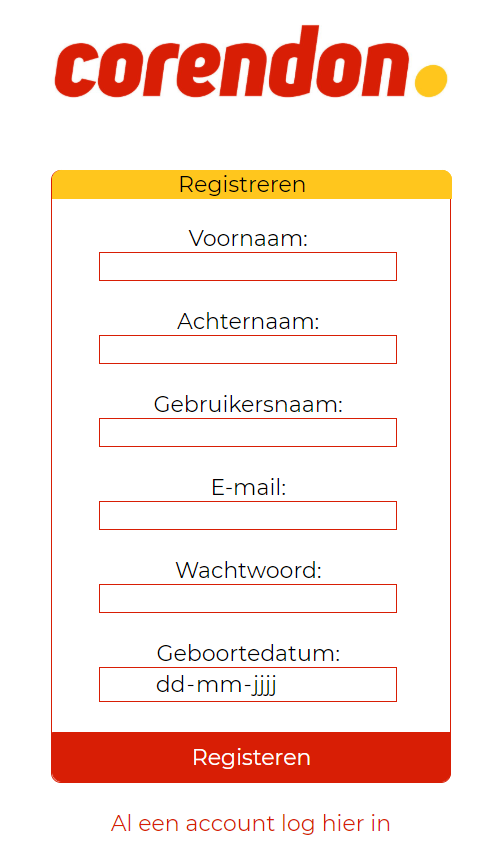 corendon.
Registreren
Voornaam:
Achternaam:
Gebruikersnaam:
E-mail:
Wachtwoord:
Geboortedatum:
dd-mm-jjjj
Registeren
Al een account log hier in